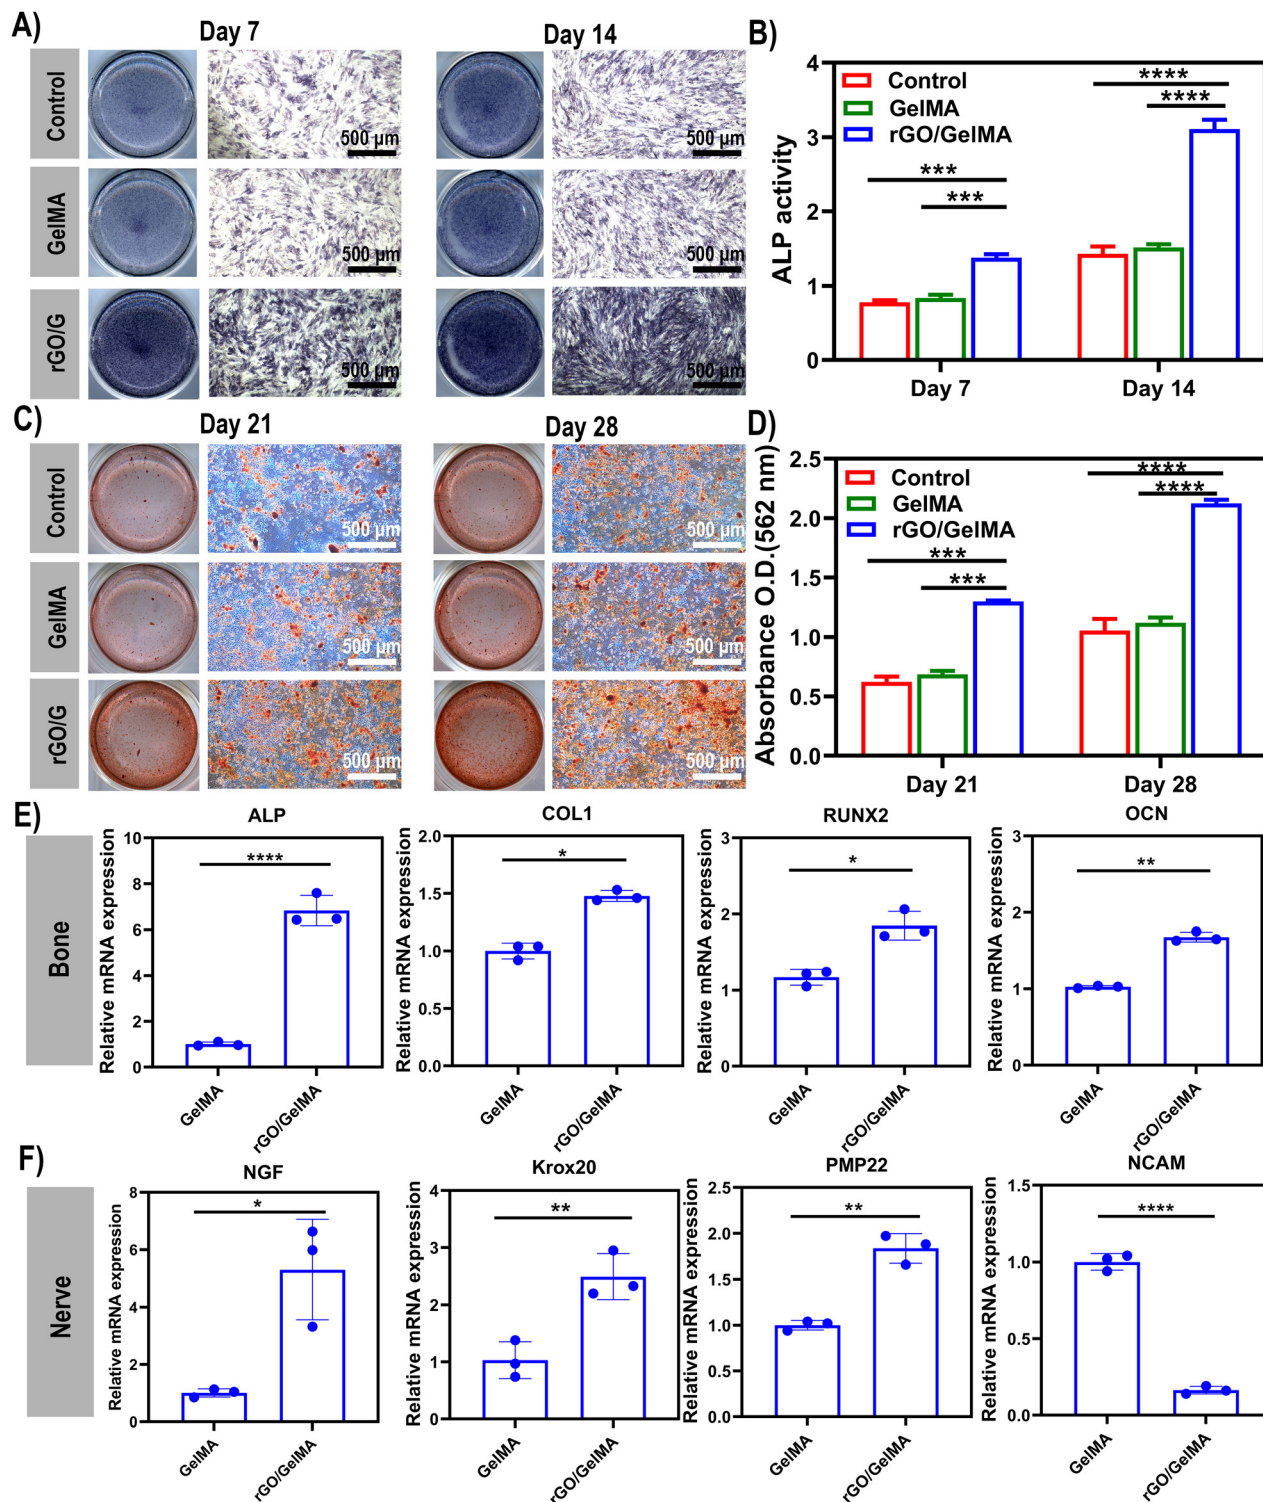 A)
Day 7
Day 14
Control
500 µm
500 µm
GelMA
500 µm
500 µm
rGO/G
500 µm
500 µm
B)
ALP activity
4
3
2
1
0
Control
GelMA
rGO/GelMA
***
***
****
****
Day 7
Day 14
C)
Day 21
Day 28
Control
500 µm
500 µm
GelMA
500 µm
500 µm
rGO/G
500 µm
500 µm
D)
Absorbance O.D.(562 nm)
2.5
2.0
1.5
1.0
0.5
0.0
Control
GelMA
rGO/GelMA
***
***
****
****
Day 21
Day 28
E)
Bone
ALP
Relative mRNA expression
10
8
6
4
2
0
****
GelMA
rGO/GelMA
COL1
Relative mRNA expression
2.0
1.5
1.0
0.5
0.0
*
GelMA
rGO/GelMA
RUNX2
Relative mRNA expression
3
2
1
0
*
GelMA
rGO/GelMA
OCN
Relative mRNA expression
3
2
1
0
**
GelMA
rGO/GelMA
F)
Nerve
NGF
Relative mRNA expression
8
6
4
2
0
*
GelMA
rGO/GelMA
Krox20
Relative mRNA expression
4
3
2
1
0
**
GelMA
rGO/GelMA
PMP22
Relative mRNA expression
2.5
2.0
1.5
1.0
0.5
0.0
**
GelMA
rGO/GelMA
NCAM
Relative mRNA expression
1.5
1.0
0.5
0.0
****
GelMA
rGO/GelMA